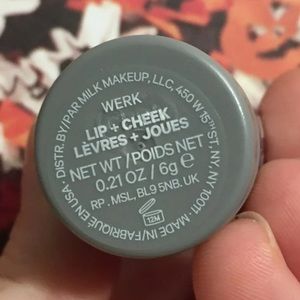 DISTR. BY/PAR MILK MAKEUP, LLC, 450 W 15TH ST, NY, NY 10011 • MADE IN/FABRIQUÉ EN USA.
WERK
LIP + CHEEK
LÈVRES + JOUES
NET WT / POIDS NET
0.21 OZ / 6g e
RP . MSL, BL9 5NB. UK
12M